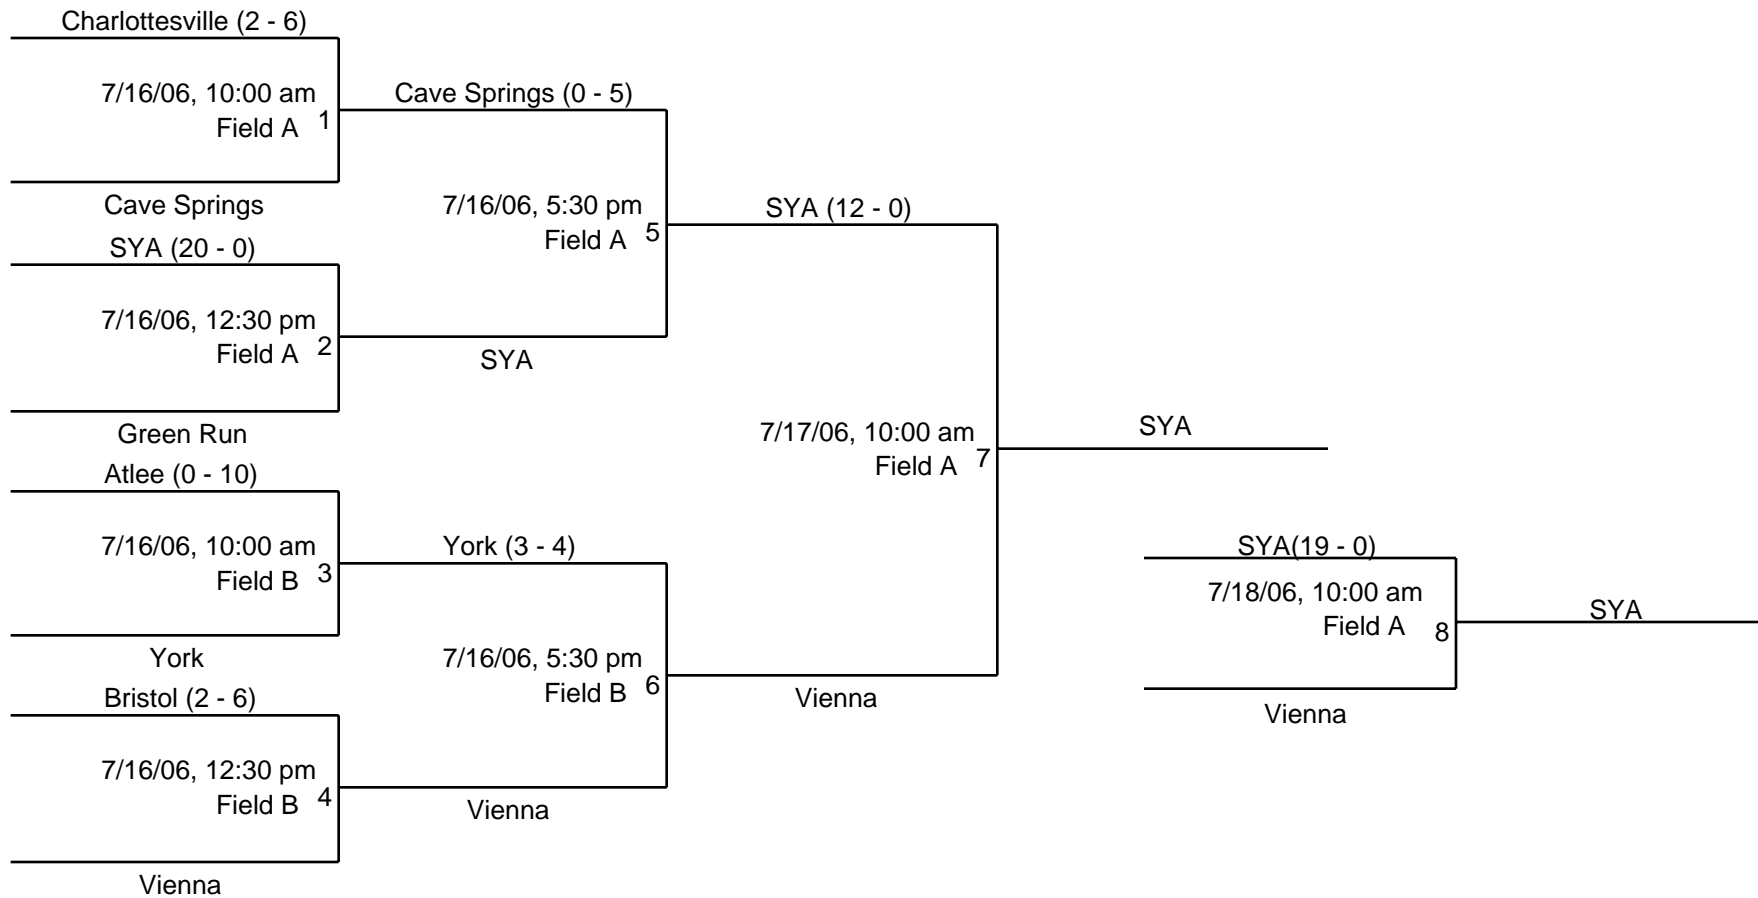 Charlottesville (2 - 6)
7/16/06, 10:00 am
Field A 1
Cave Springs
SYA (20 - 0)
7/16/06, 12:30 pm
Field A 2
Green Run
Atlee (0 - 10)
7/16/06, 10:00 am
Field B 3
York
Bristol (2 - 6)
7/16/06, 12:30 pm
Field B 4
Vienna
Cave Springs (0 - 5)
7/16/06, 5:30 pm
Field A 5
SYA
York (3 - 4)
7/16/06, 5:30 pm
Field B 6
Vienna
SYA (12 - 0)
7/17/06, 10:00 am
Field A 7
Vienna
SYA
SYA(19 - 0)
7/18/06, 10:00 am
Field A 8
Vienna
SYA